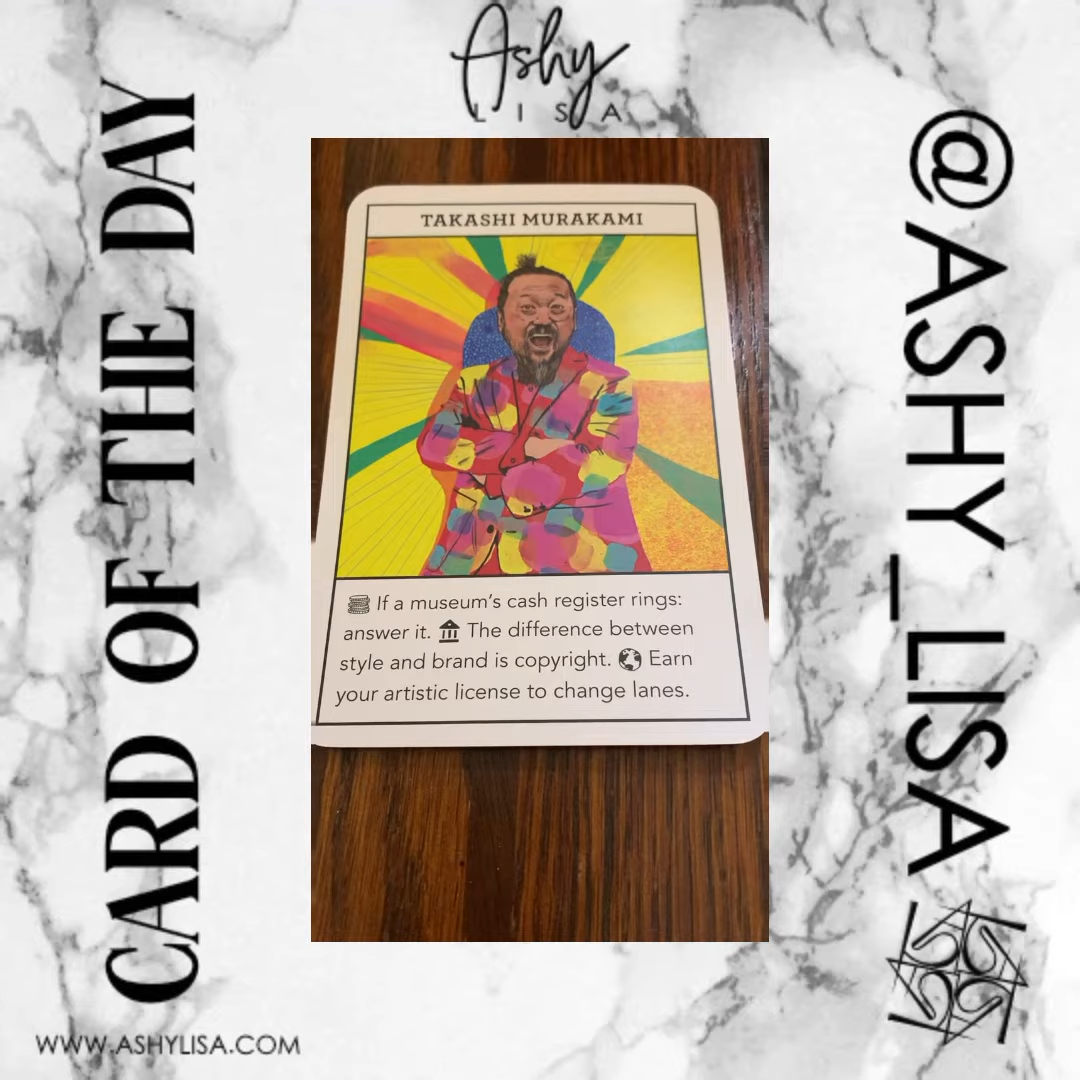 Ashy
LISA
CARD OF THE DAY
@ASHY_LISA
TAKASHI MURAKAMI
If a museum's cash register rings:
answer it. The difference between
style and brand is copyright. Earn
your artistic license to change lanes.
WWW.ASHYLISA.COM